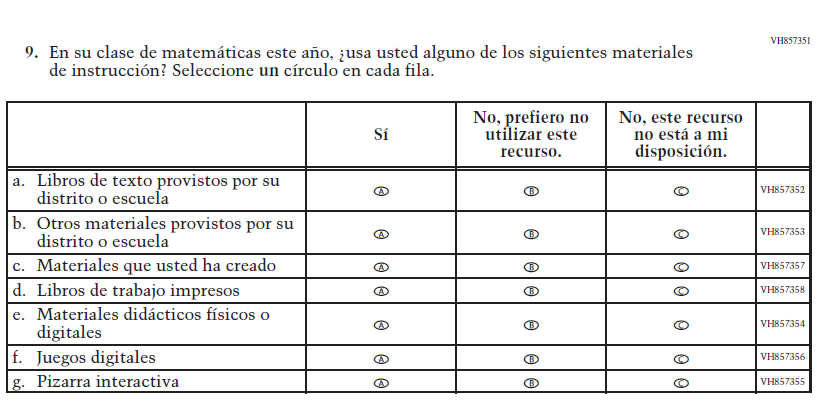 VH857351
9. En su clase de matemáticas este año, ¿usa usted alguno de los siguientes materiales
de instrucción? Seleccione un círculo en cada fila.
Sí
No, prefiero no
utilizar este
recurso.
No, este recurso
no está a mi
disposición.
a. Libros de texto provistos por su
distrito o escuela
A B C VH857352
b. Otros materiales provistos por su
distrito o escuela
A B C VH857353
c. Materiales que usted ha creado A B C VH857357
d. Libros de trabajo impresos A B C VH857358
e. Materiales didácticos físicos o
digitales
A B C VH857354
f. Juegos digitales A B C VH857356
g. Pizarra interactiva A B C VH857355